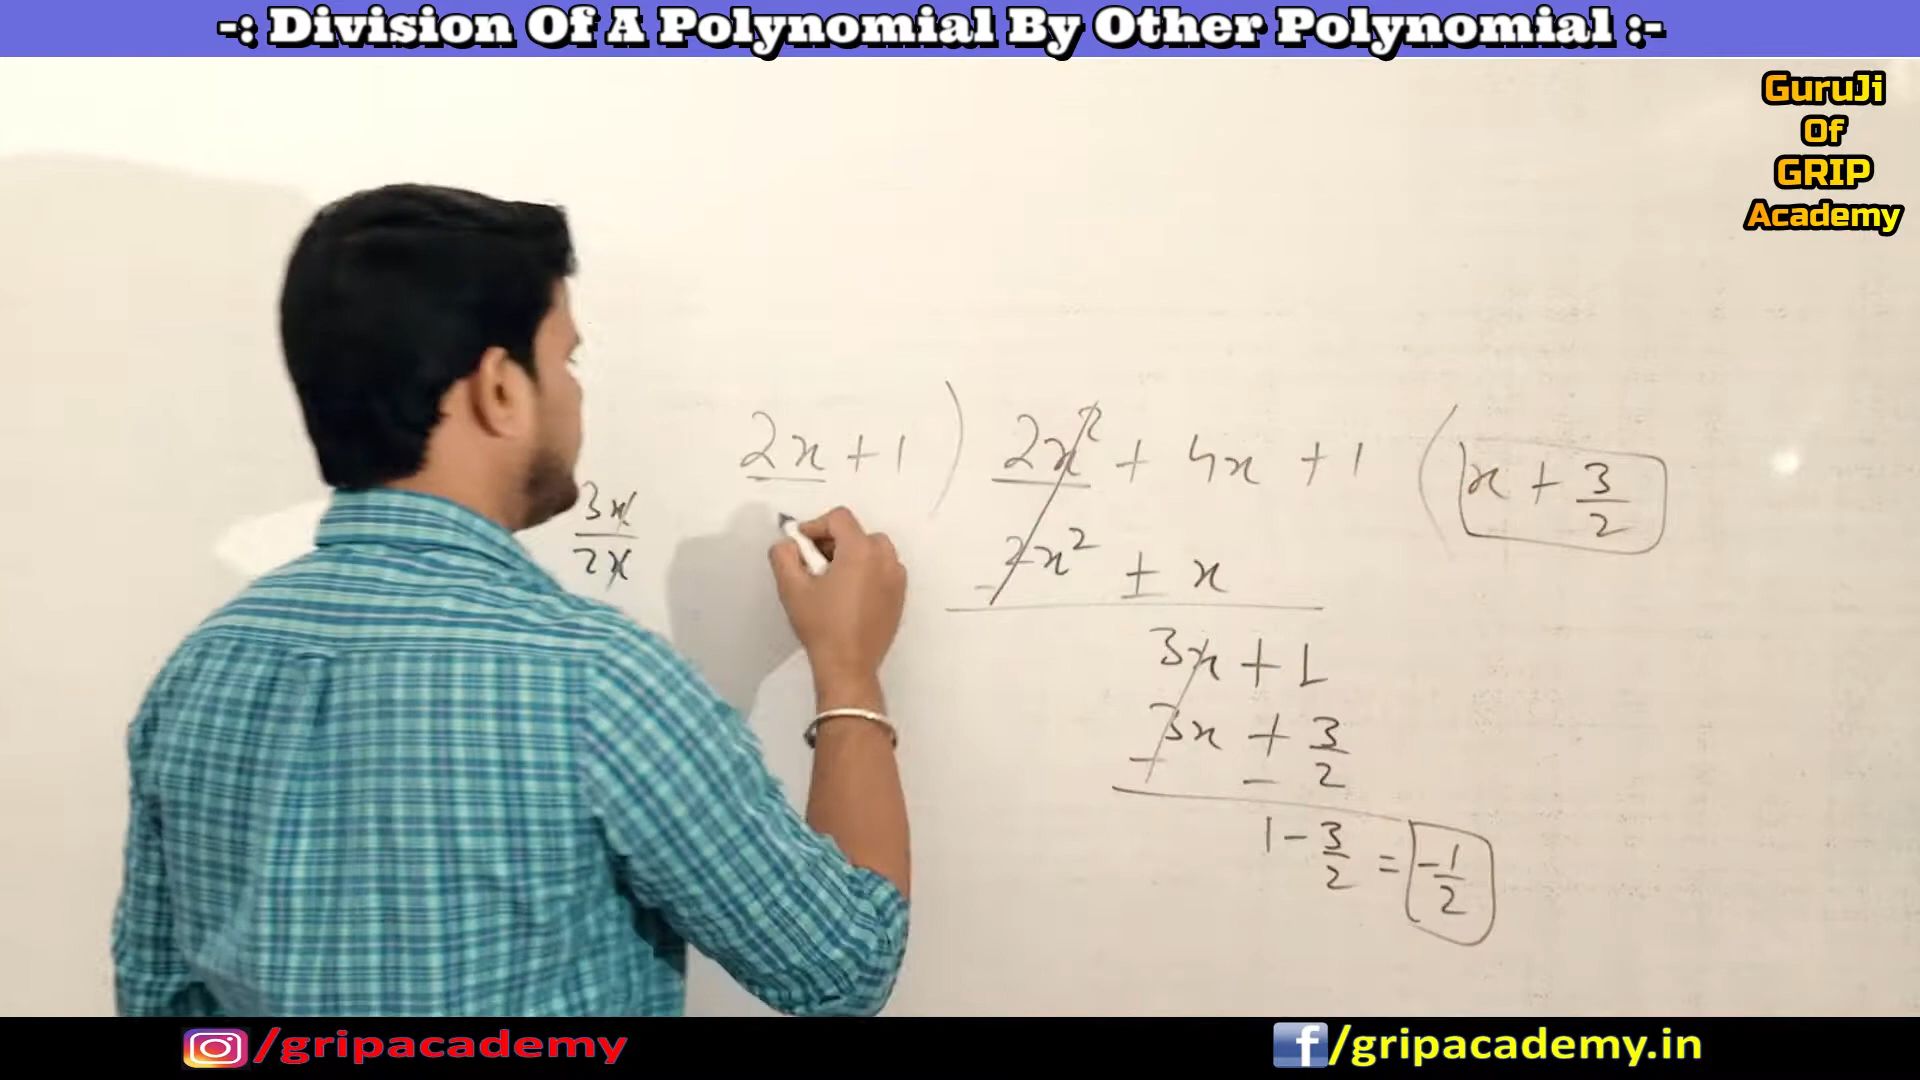 -: Division Of A Polynomial By Other Polynomial :-
GuruJi
Of
GRIP
Academy
2x + 1 ) 2x² + 4x + 1 ( x + 3/2
3x/2x
- 2x² ± x
3x + 1
3x + 3/2
- -
1 - 3/2 = -1/2
/gripacademy
f /gripacademy.in